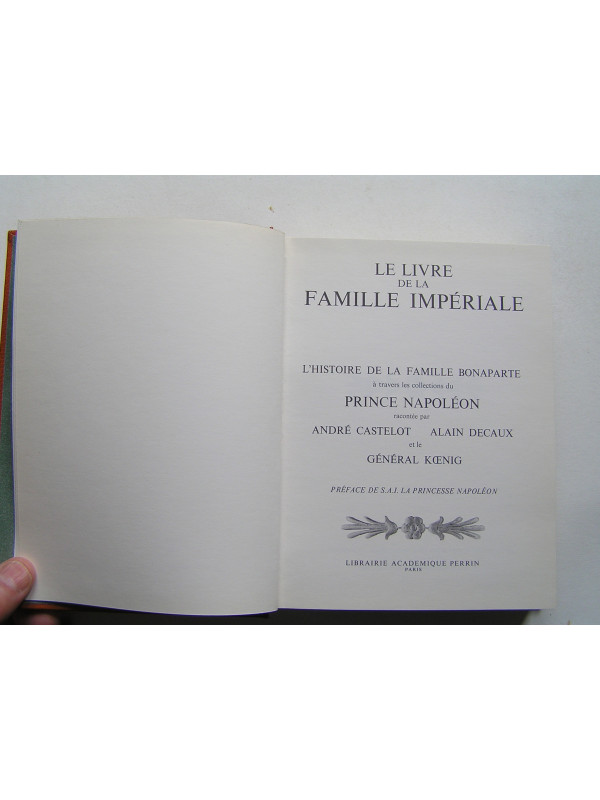 LE LIVRE
DE LA
FAMILLE IMPÉRIALE
L'HISTOIRE DE LA FAMILLE BONAPARTE
à travers les collections du
PRINCE NAPOLÉON
racontée par
ANDRÉ CASTELOT ALAIN DECAUX
et le
GÉNÉRAL KŒNIG
PRÉFACE DE S.A.I. LA PRINCESSE NAPOLÉON
LIBRAIRIE ACADEMIQUE PERRIN
PARIS